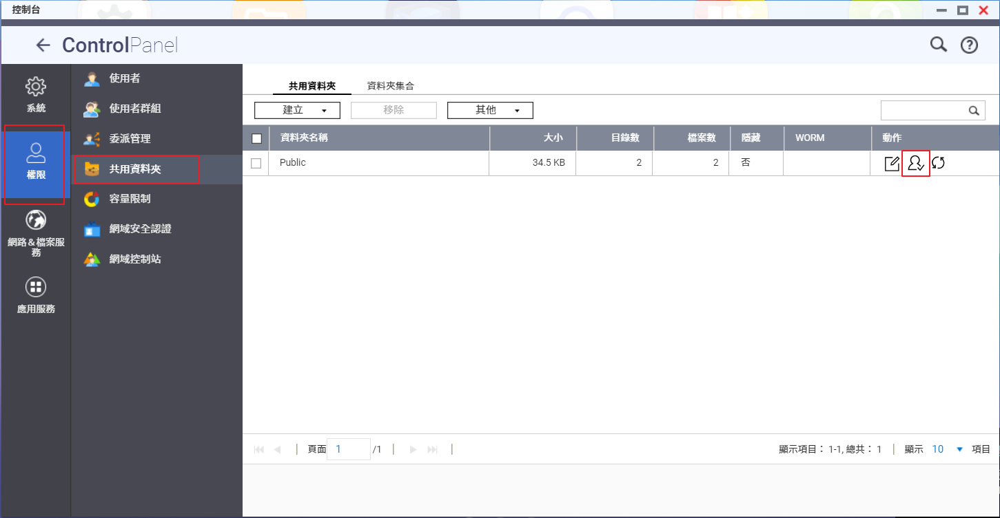 控制台
ControlPanel
系統
權限
網路＆檔案服
務
應用服務
使用者
使用者群組
委派管理
共用資料夾
容量限制
網域安全認證
網域控制站
共用資料夾 資料夾集合
建立 移除 其他
資料夾名稱 大小 目錄數 檔案數 隱藏 WORM 動作
Public 34.5 KB 2 2 否
頁面 1 /1 顯示項目： 1-1, 總共： 1 顯示 10 項目